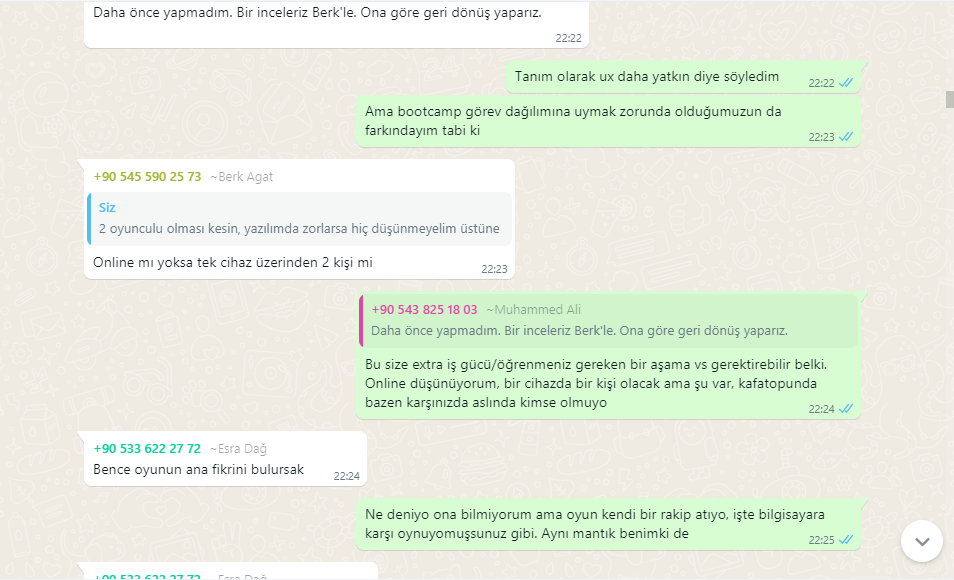 Daha önce yapmadım. Bir inceleriz Berk'le. Ona göre geri dönüş yaparız.
22:22
Tanım olarak ux daha yatkın diye söyledim
22:22
Ama bootcamp görev dağılımına uymak zorunda olduğumuzun da
farkındayım tabi ki
22:23
+90 545 590 25 73 ~Berk Agat
Siz
2 oyunculu olması kesin, yazılımda zorlarsa hiç düşünmeyelim üstüne
Online mı yoksa tek cihaz üzerinden 2 kişi mi
22:23
+90 543 825 18 03 ~Muhammed Ali
Daha önce yapmadım. Bir inceleriz Berk'le. Ona göre geri dönüş yaparız.
Bu size extra iş gücü/öğrenmeniz gereken bir aşama vs gerektirebilir belki.
Online düşünüyorum, bir cihazda bir kişi olacak ama şu var, kafatopunda
bazen karşınızda aslında kimse olmuyo
22:24
+90 533 622 27 72 ~Esra Dağ
Bence oyunun ana fikrini bulursak
22:24
Ne deniyo ona bilmiyorum ama oyun kendi bir rakip atıyo, işte bilgisayara
karşı oynuyomuşsunuz gibi. Aynı mantık benimki de
22:25
+90 533 622 27 72 ~Esra Dağ